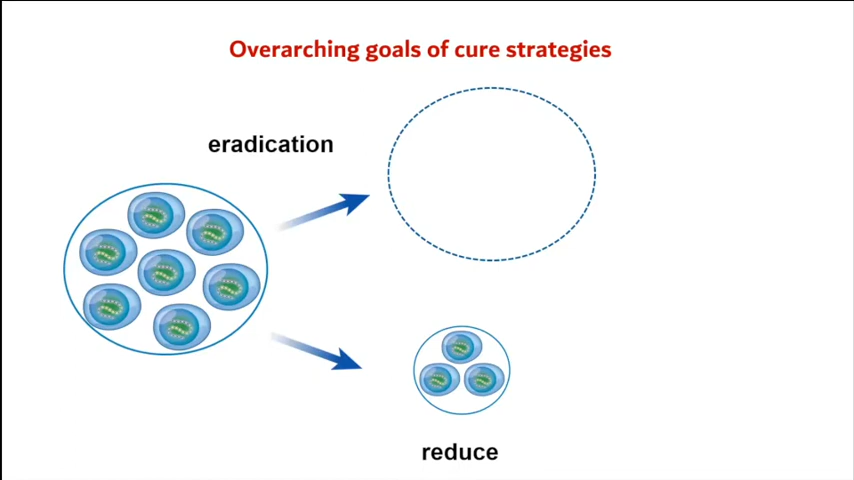 Overarching goals of cure strategies
eradication
reduce